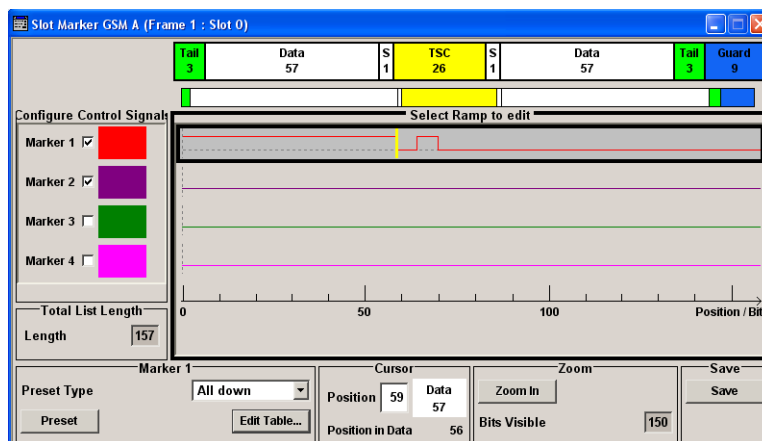 Slot Marker GSM A (Frame 1 : Slot 0)
Tail Data S TSC S Data Tail Guard
3 57 1 26 1 57 3 9
Configure Control Signals
Select Ramp to edit
Marker 1
Marker 2
Marker 3
Marker 4
0 50 100 Position / Bit
Total List Length
Length 157
Marker 1
Preset Type All down
Preset Edit Table...
Cursor
Position 59 Data
57
Position in Data 56
Zoom
Zoom In
Bits Visible 150
Save
Save